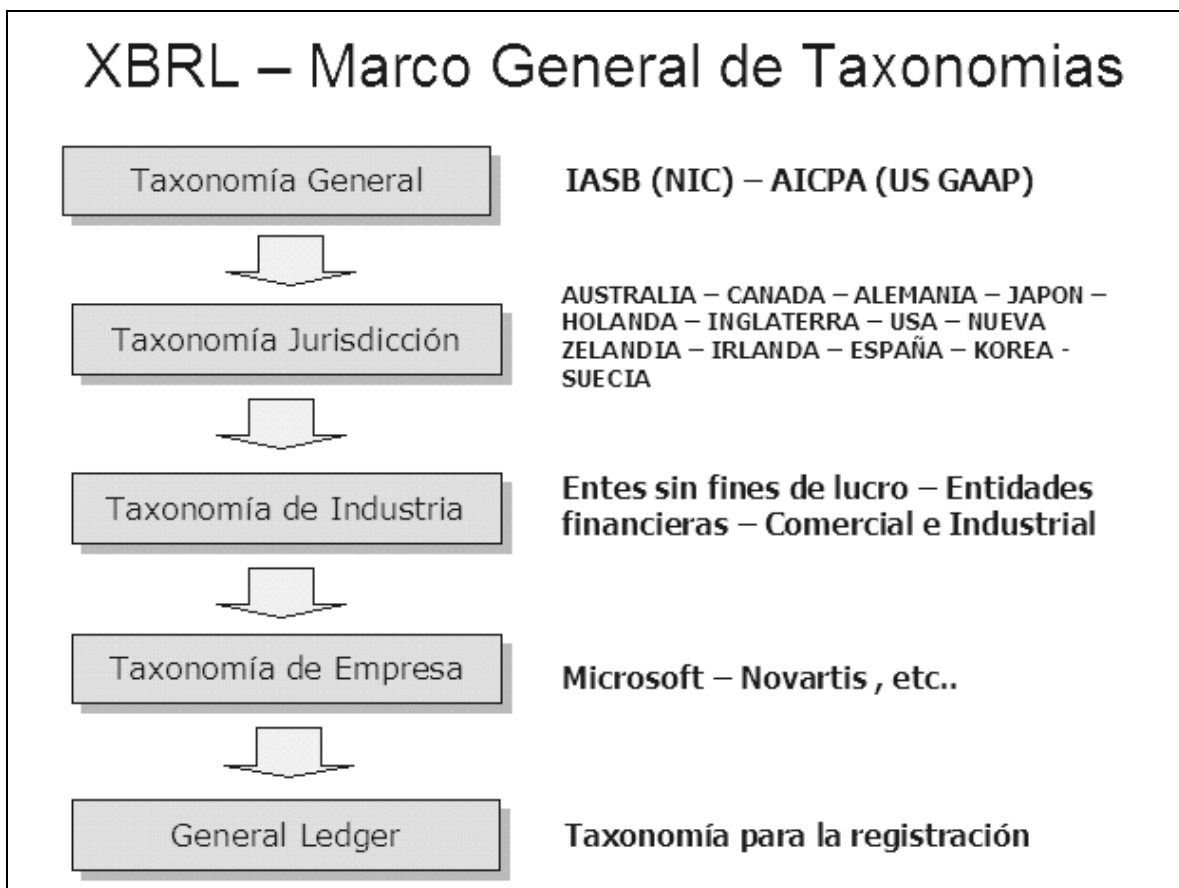 XBRL – Marco General de Taxonomias
Taxonomía General
IASB (NIC) – AICPA (US GAAP)
Taxonomía Jurisdicción
AUSTRALIA – CANADA – ALEMANIA – JAPON –
HOLANDA – INGLATERRA – USA – NUEVA
ZELANDIA – IRLANDA – ESPAÑA – KOREA -
SUECIA
Taxonomía de Industria
Entes sin fines de lucro – Entidades
financieras – Comercial e Industrial
Taxonomía de Empresa
Microsoft – Novartis , etc..
General Ledger
Taxonomía para la registración